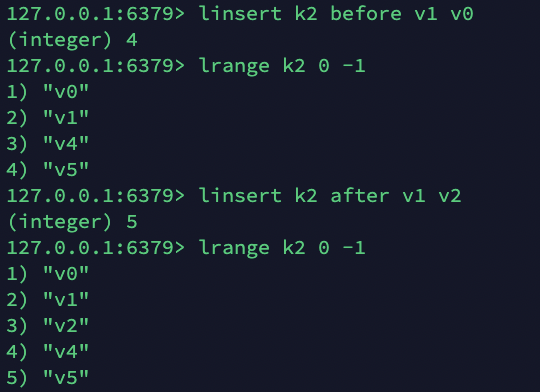 127.0.0.1:6379> linsert k2 before v1 v0
(integer) 4
127.0.0.1:6379> lrange k2 0 -1
1) "v0"
2) "v1"
3) "v4"
4) "v5"
127.0.0.1:6379> linsert k2 after v1 v2
(integer) 5
127.0.0.1:6379> lrange k2 0 -1
1) "v0"
2) "v1"
3) "v2"
4) "v4"
5) "v5"